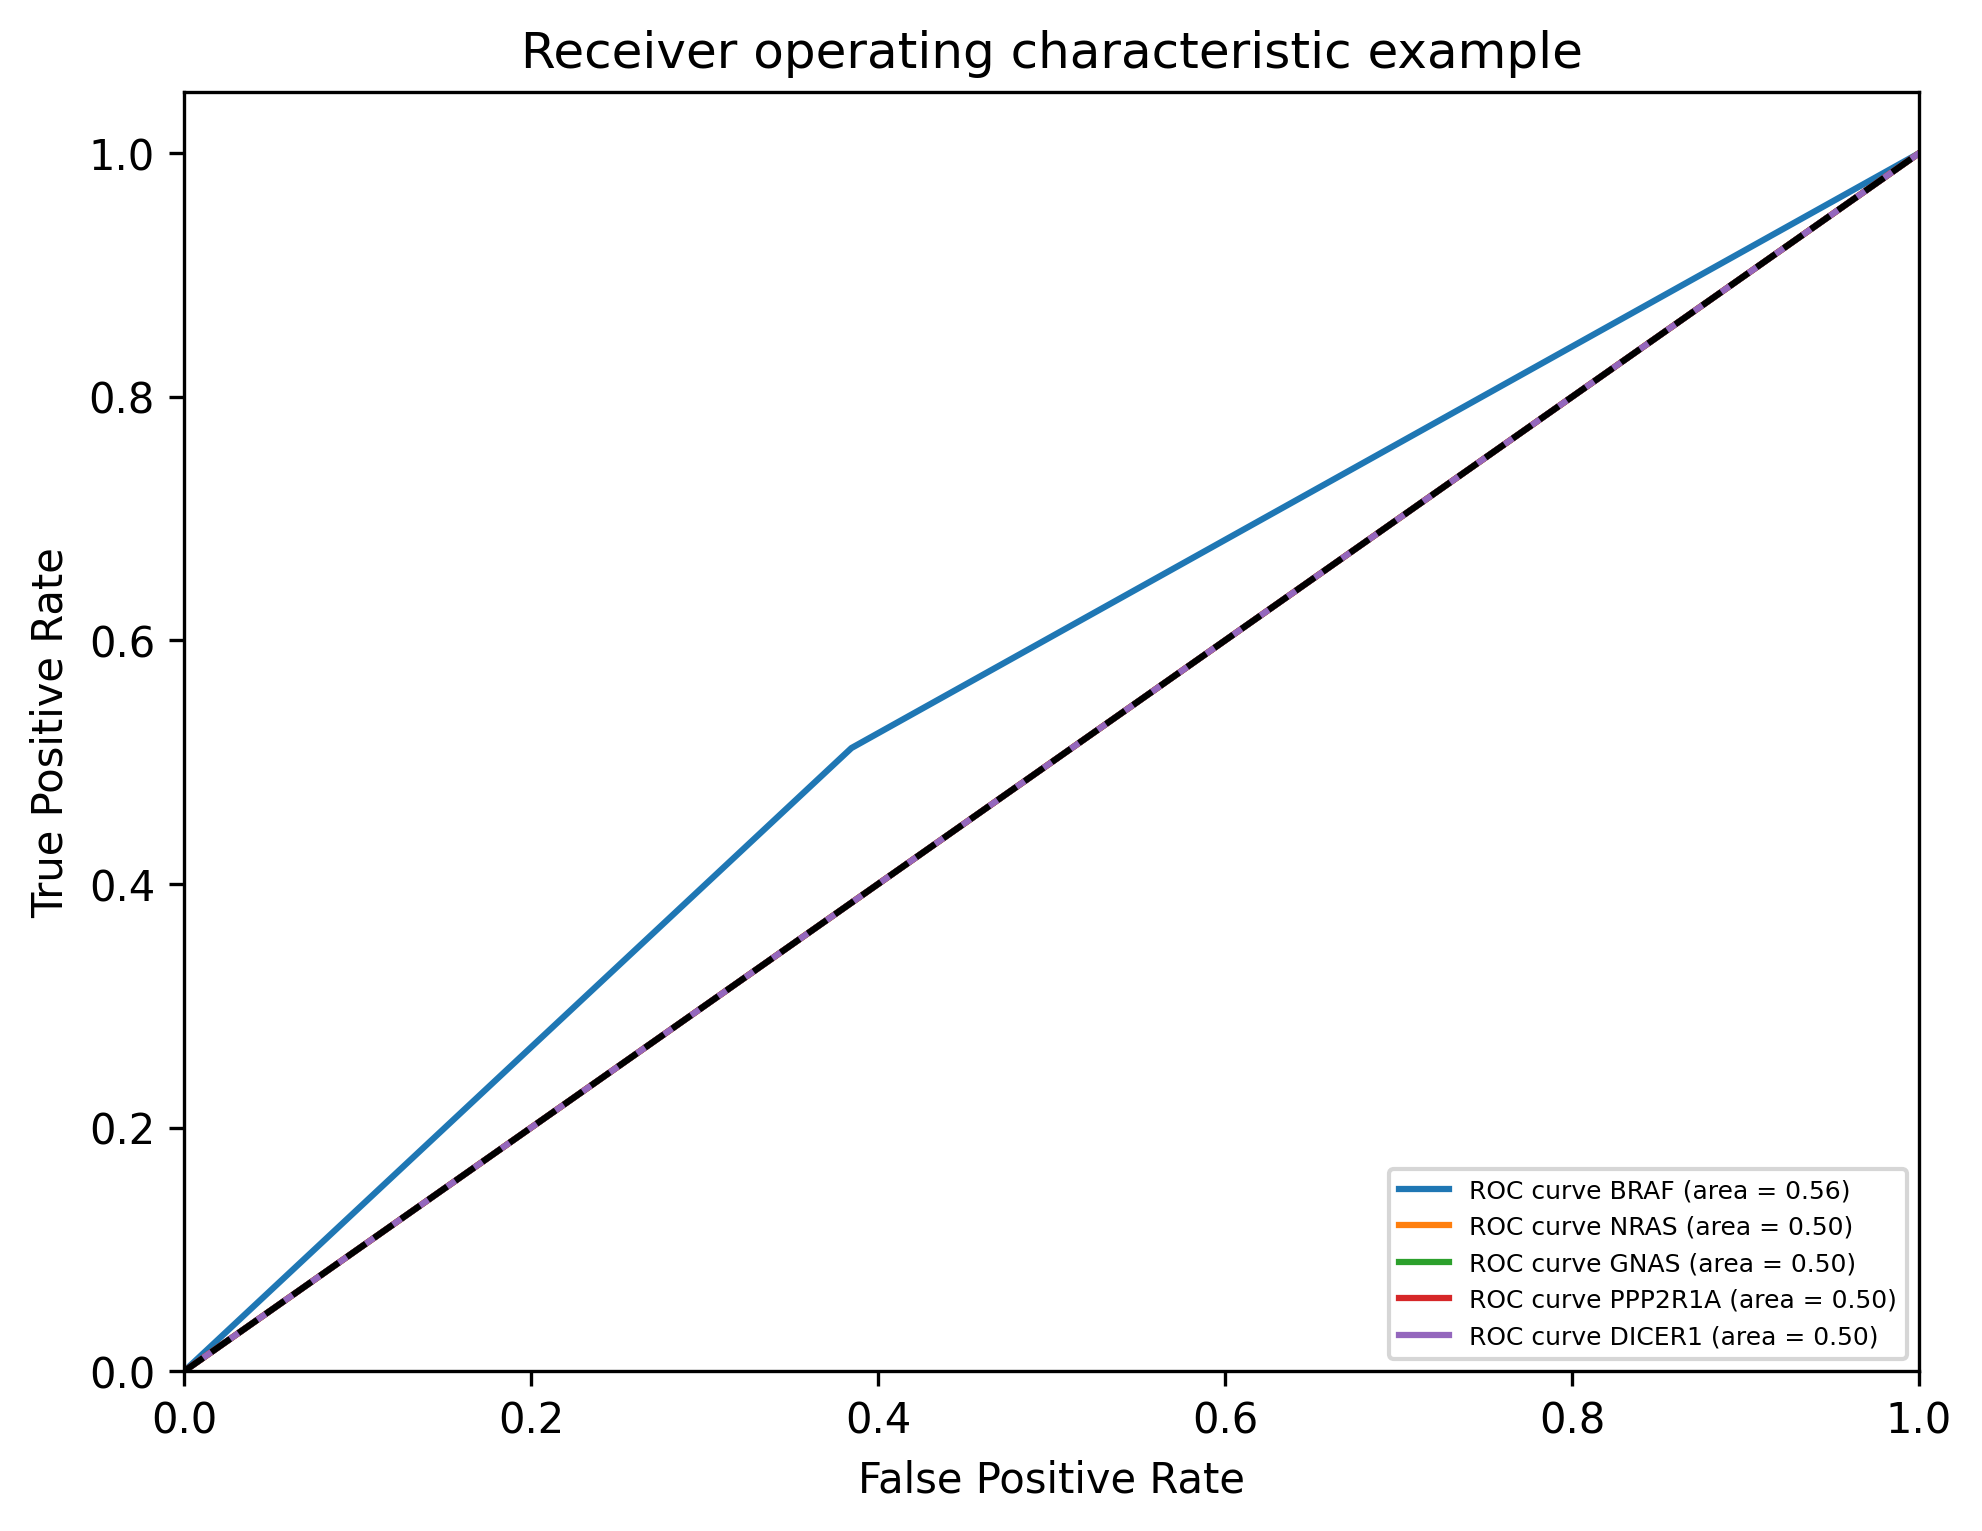 Receiver operating characteristic example
True Positive Rate
1.0
0.8
0.6
0.4
0.2
0.0
ROC curve BRAF (area = 0.56)
ROC curve NRAS (area = 0.50)
ROC curve GNAS (area = 0.50)
ROC curve PPP2R1A (area = 0.50)
ROC curve DICER1 (area = 0.50)
0.0 0.2 0.4 0.6 0.8 1.0
False Positive Rate